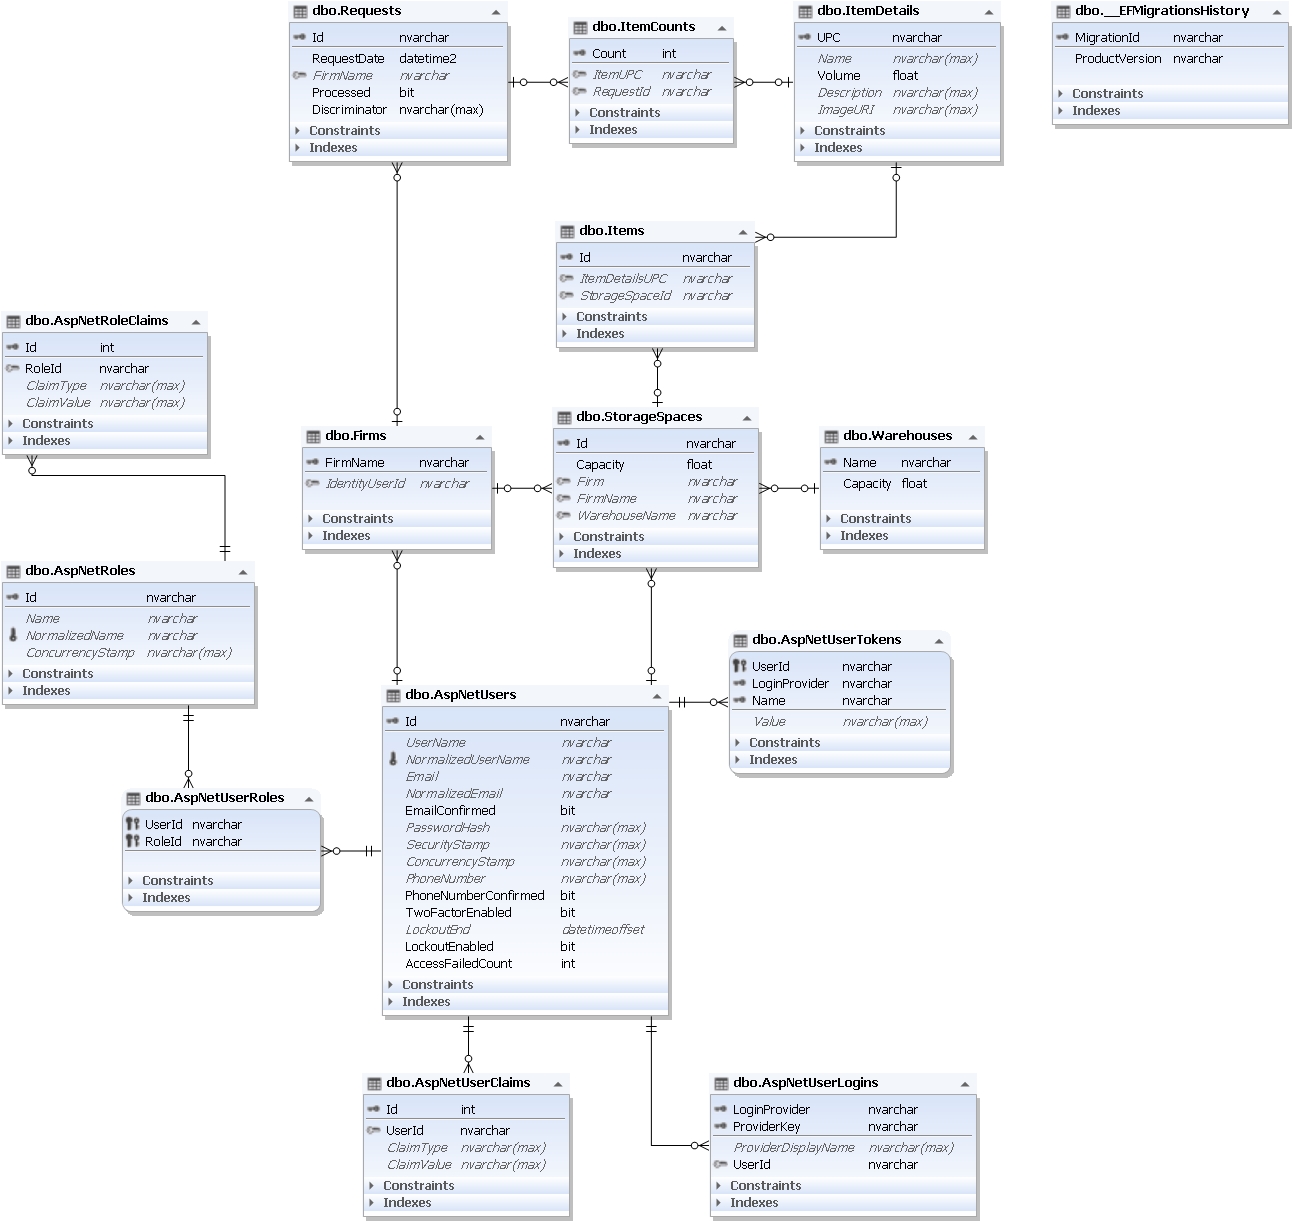 dbo.Requests
Id nvarchar
RequestDate datetime2
FirmName nvarchar
Processed bit
Discriminator nvarchar(max)
Constraints
Indexes
dbo.ItemCounts
Count int
ItemUPC nvarchar
RequestId nvarchar
Constraints
Indexes
dbo.ItemDetails
UPC nvarchar
Name nvarchar(max)
Volume float
Description nvarchar(max)
ImageURI nvarchar(max)
Constraints
Indexes
dbo.__EFMigrationsHistory
MigrationId nvarchar
ProductVersion nvarchar
Constraints
Indexes
dbo.Items
Id nvarchar
ItemDetailsUPC nvarchar
StorageSpaceId nvarchar
Constraints
Indexes
dbo.AspNetRoleClaims
Id int
RoleId nvarchar
ClaimType nvarchar(max)
ClaimValue nvarchar(max)
Constraints
Indexes
dbo.Firms
FirmName nvarchar
IdentityUserId nvarchar
Constraints
Indexes
dbo.StorageSpaces
Id nvarchar
Capacity float
Firm nvarchar
FirmName nvarchar
WarehouseName nvarchar
Constraints
Indexes
dbo.Warehouses
Name nvarchar
Capacity float
Constraints
Indexes
dbo.AspNetRoles
Id nvarchar
Name nvarchar
NormalizedName nvarchar
ConcurrencyStamp nvarchar(max)
Constraints
Indexes
dbo.AspNetUserTokens
UserId nvarchar
LoginProvider nvarchar
Name nvarchar
Value nvarchar(max)
Constraints
Indexes
dbo.AspNetUsers
Id nvarchar
UserName nvarchar
NormalizedUserName nvarchar
Email nvarchar
NormalizedEmail nvarchar
EmailConfirmed bit
PasswordHash nvarchar(max)
SecurityStamp nvarchar(max)
ConcurrencyStamp nvarchar(max)
PhoneNumber nvarchar(max)
PhoneNumberConfirmed bit
TwoFactorEnabled bit
LockoutEnd datetimeoffset
LockoutEnabled bit
AccessFailedCount int
Constraints
Indexes
dbo.AspNetUserRoles
UserId nvarchar
RoleId nvarchar
Constraints
Indexes
dbo.AspNetUserClaims
Id int
UserId nvarchar
ClaimType nvarchar(max)
ClaimValue nvarchar(max)
Constraints
Indexes
dbo.AspNetUserLogins
LoginProvider nvarchar
ProviderKey nvarchar
ProviderDisplayName nvarchar(max)
UserId nvarchar
Constraints
Indexes